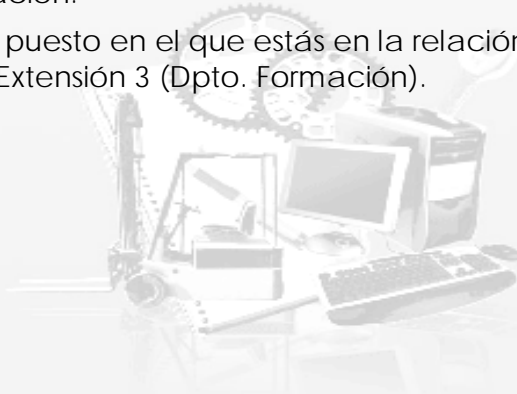 puesto en el que estás en la relación
Extensión 3 (Dpto. Formación).